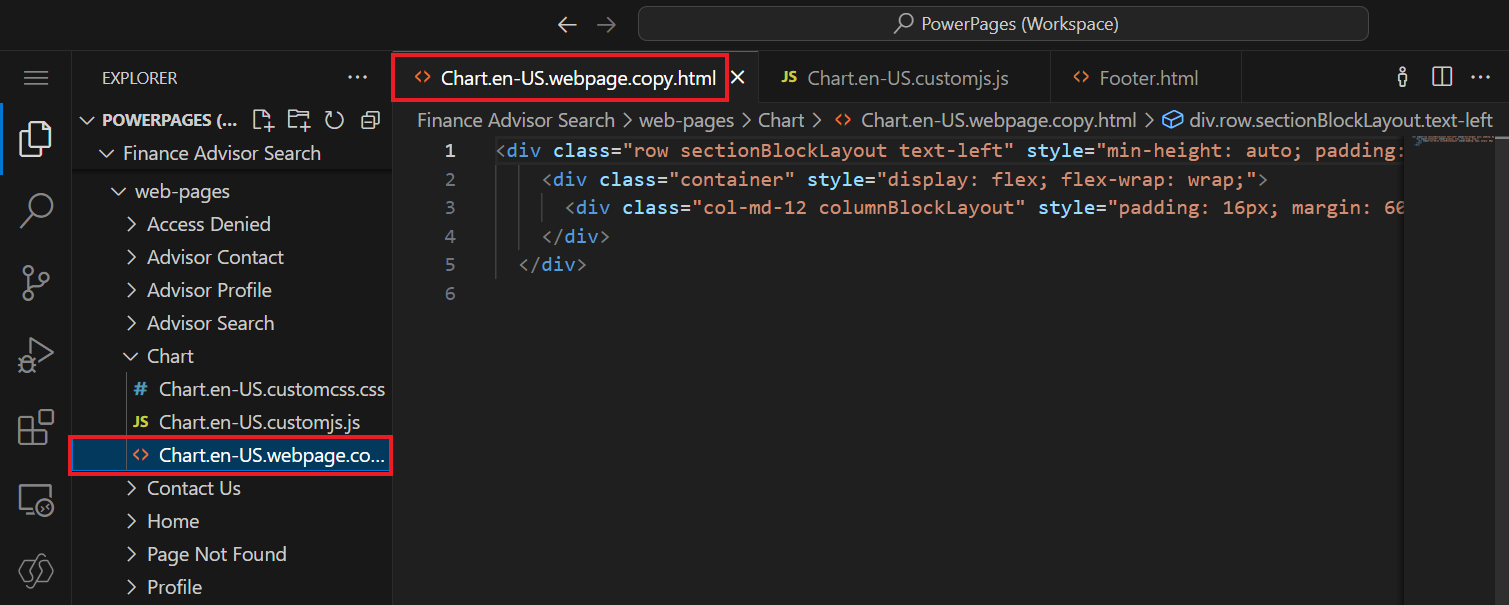 PowerPages (Workspace)
EXPLORER
POWERPAGES (...
Finance Advisor Search
web-pages
Access Denied
Advisor Contact
Advisor Profile
Advisor Search
Chart
# Chart.en-US.customcss.css
JS Chart.en-US.customjs.js
<> Chart.en-US.webpage.co...
Contact Us
Home
Page Not Found
Profile
<> Chart.en-US.webpage.copy.html
JS Chart.en-US.customjs.js
<> Footer.html
Finance Advisor Search > web-pages > Chart > <> Chart.en-US.webpage.copy.html > div.row.sectionBlockLayout.text-left
1 <div class="row sectionBlockLayout text-left" style="min-height: auto; padding:
2 <div class="container" style="display: flex; flex-wrap: wrap;">
3 <div class="col-md-12 columnBlockLayout" style="padding: 16px; margin: 60
4 </div>
5 </div>
6